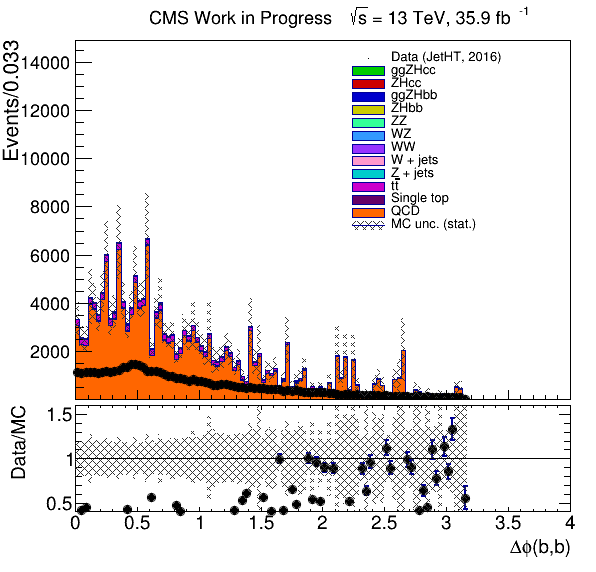 CMS Work in Progress √s = 13 TeV, 35.9 fb -1
Events/0.033
14000
12000
10000
8000
6000
4000
2000
Data (JetHT, 2016)
ggZHcc
ZHcc
ggZHbb
ZHbb
ZZ
WZ
WW
W + jets
Z + jets
tt̄
Single top
QCD
MC unc. (stat.)
Data/MC
1.5
1
0.5
0 0.5 1 1.5 2 2.5 3 3.5 4
Δϕ(b,b)